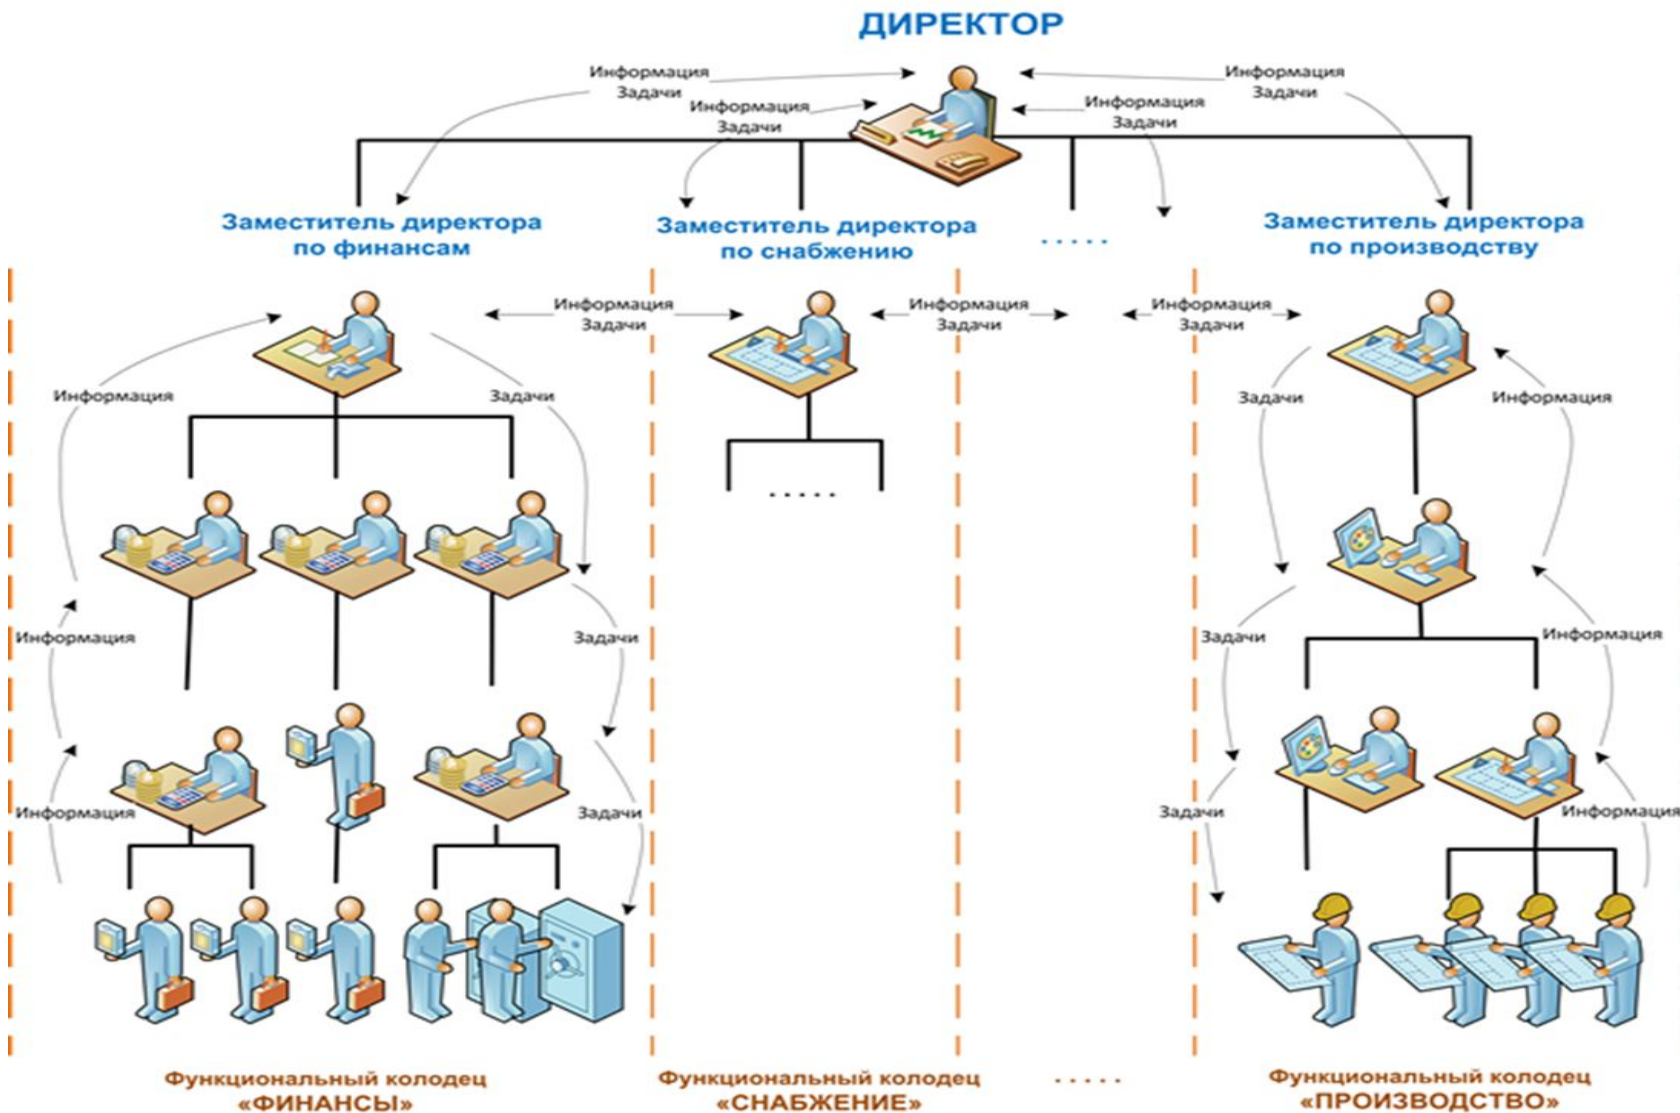 ДИРЕКТОР
Информация
Задачи
Информация
Задачи
Информация
Задачи
Информация
Задачи
Заместитель директора
по финансам
Заместитель директора
по снабжению
.....
Заместитель директора
по производству
Информация
Задачи
Информация
Задачи
Информация
Задачи
Информация
Задачи
Задачи
Информация
.....
Информация
Задачи
Задачи
Информация
Информация
Задачи
Задачи
Информация
Функциональный колодец
«ФИНАНСЫ»
Функциональный колодец
«СНАБЖЕНИЕ»
.....
Функциональный колодец
«ПРОИЗВОДСТВО»